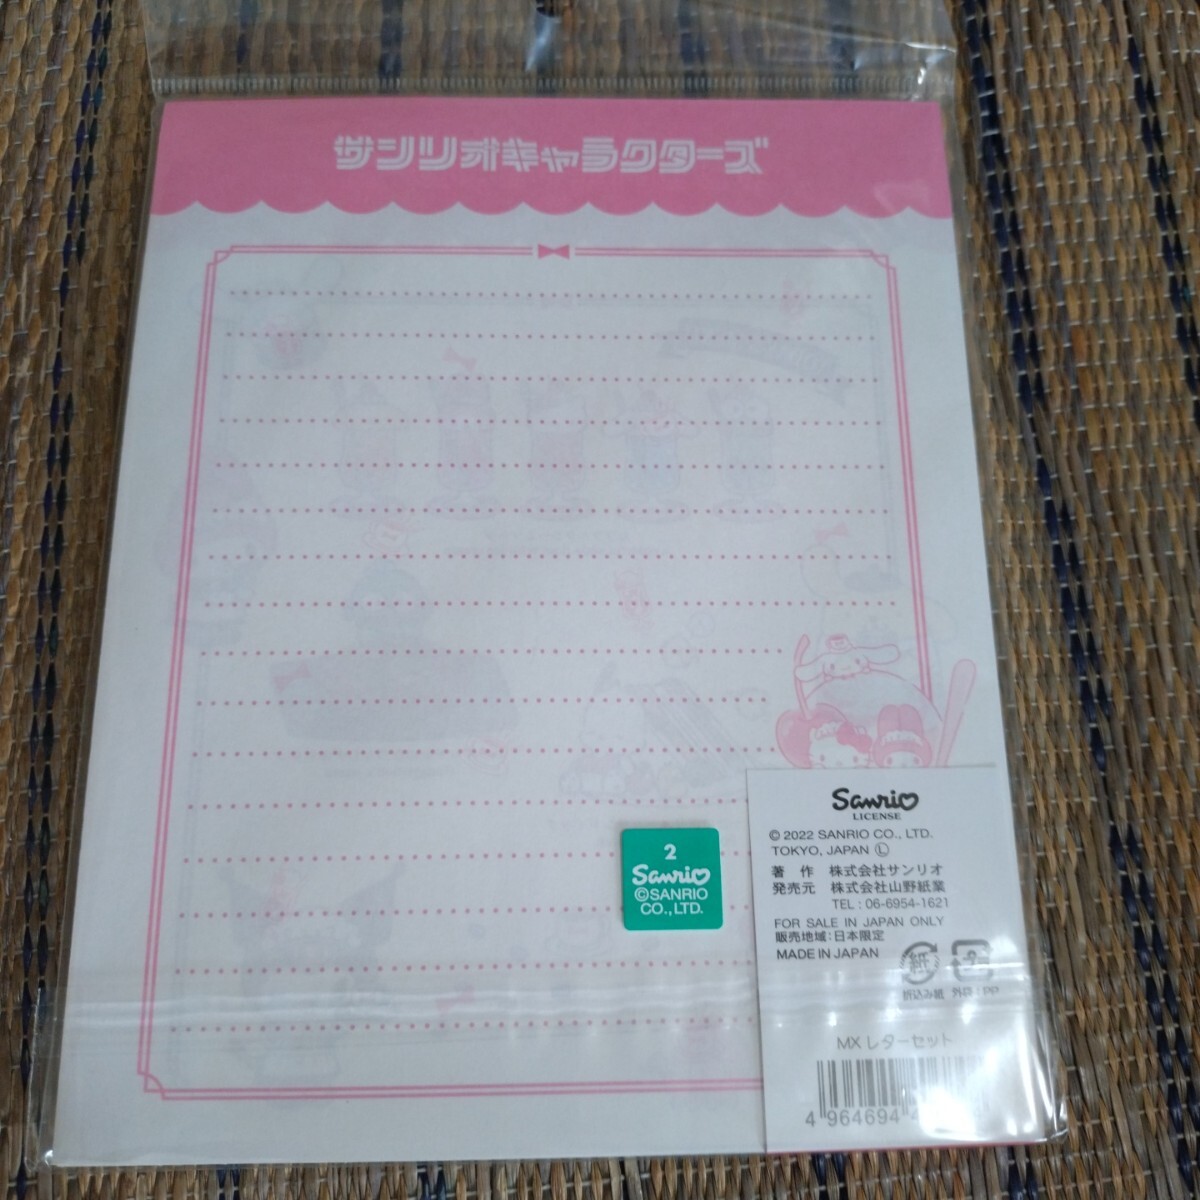 サンリオキャラクターズ
2
Sanrio
©SANRIO
CO.,LTD.
Sanrio
LICENSE
© 2022 SANRIO CO., LTD.
TOKYO, JAPAN Ⓛ
著 作 株式会社サンリオ
発売元 株式会社山野紙業
TEL : 06-6954-1621
FOR SALE IN JAPAN ONLY
販売地域:日本限定
MADE IN JAPAN
紙
折込み紙 外袋:PP
MX レターセット
4 964694